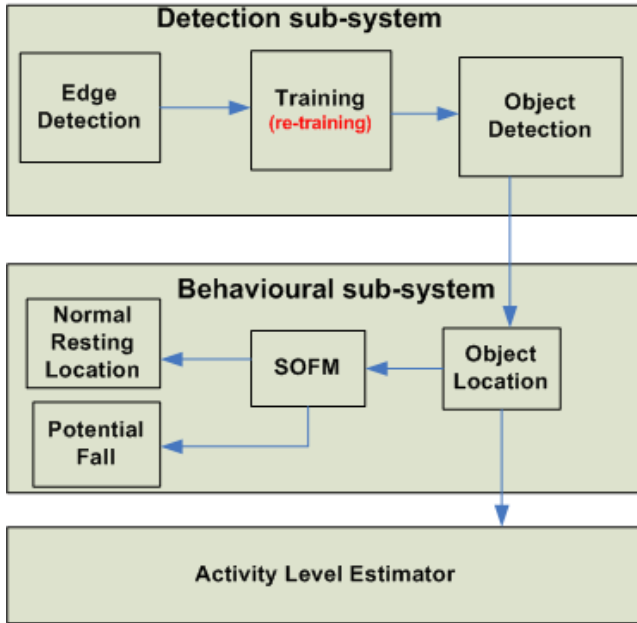 Detection sub-system
Edge
Detection
Training
(re-training)
Object
Detection
Behavioural sub-system
Normal
Resting
Location
SOFM
Object
Location
Potential
Fall
Activity Level Estimator